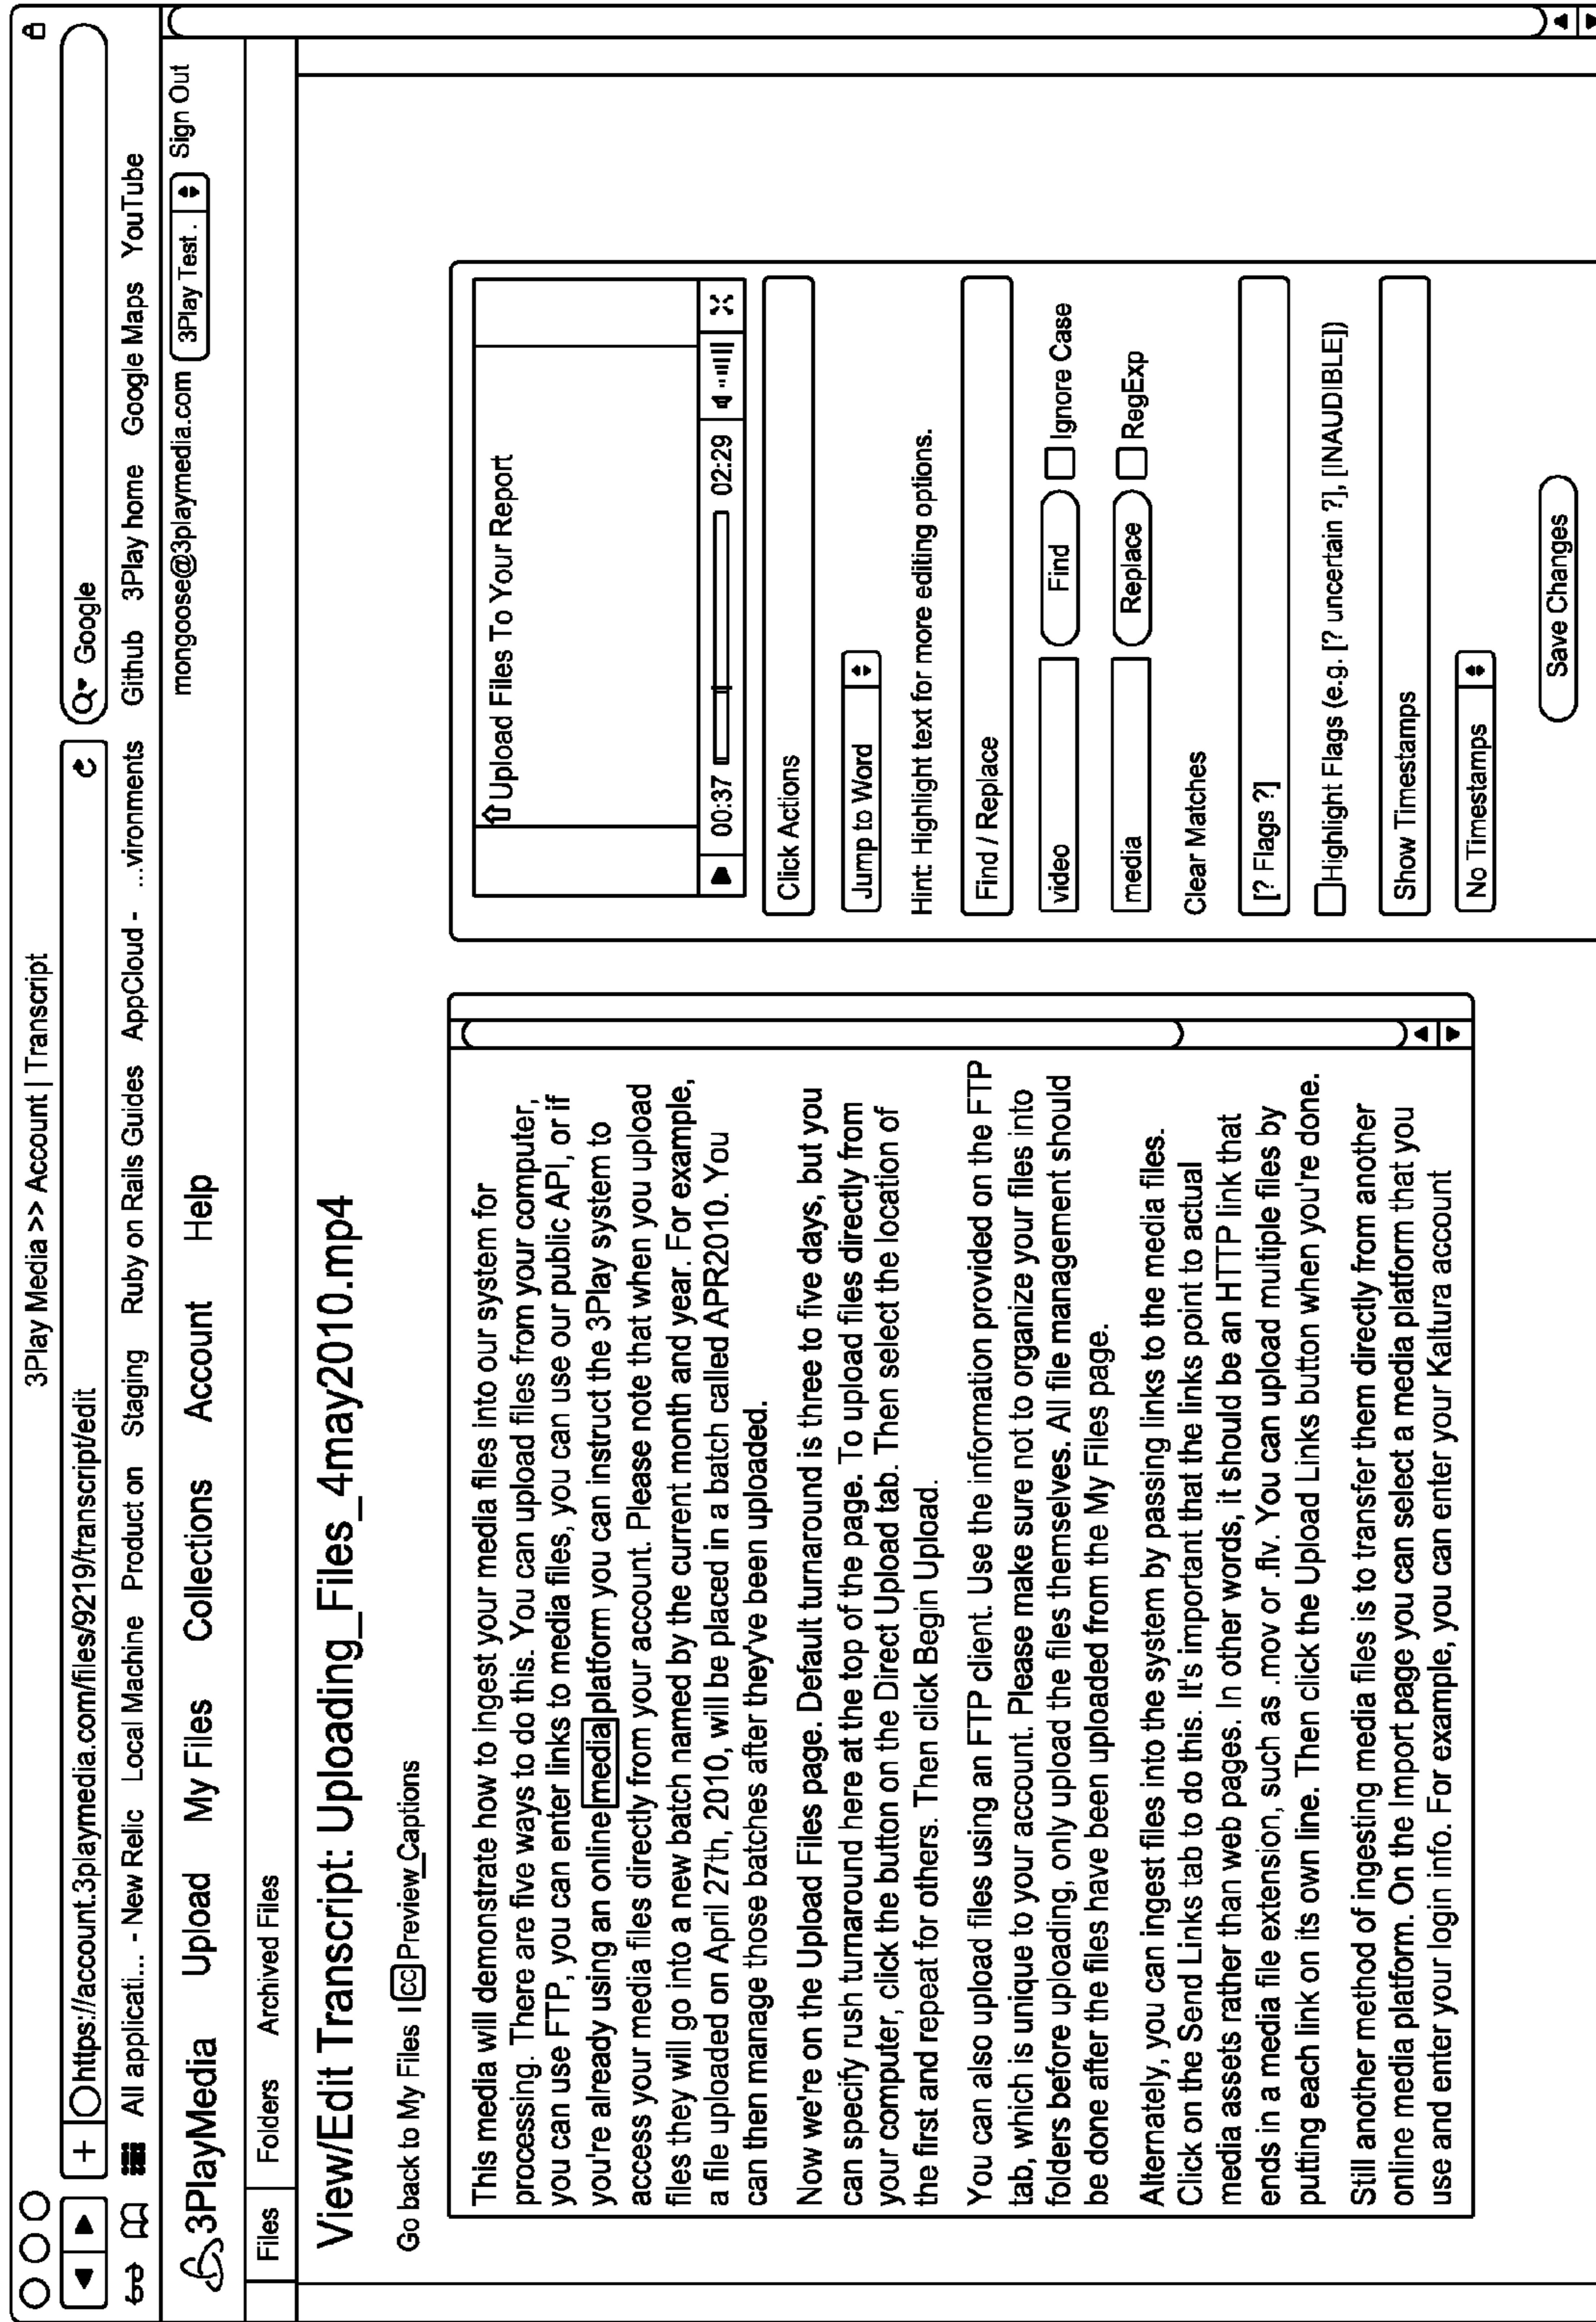 3Play Media >> Account | Transcript
https://account.3playmedia.com/files/9219/transcript/edit
Google
All applicati... - New Relic Local Machine Product on Staging Ruby on Rails Guides AppCloud - ...vironments Github 3Play home Google Maps YouTube
3PlayMedia Upload My Files Collections Account Help
mongoose@3playmedia.com 3Play Test . Sign Out
Files Folders Archived Files
View/Edit Transcript: Uploading_Files_4may2010.mp4
Go back to My Files | cc Preview_Captions
This media will demonstrate how to ingest your media files into our system for
processing. There are five ways to do this. You can upload files from your computer,
you can use FTP, you can enter links to media files, you can use our public API, or if
you're already using an online media platform you can instruct the 3Play system to
access your media files directly from your account. Please note that when you upload
files they will go into a new batch named by the current month and year. For example,
a file uploaded on April 27th, 2010, will be placed in a batch called APR2010. You
can then manage those batches after they've been uploaded.
Now we're on the Upload Files page. Default turnaround is three to five days, but you
can specify rush turnaround here at the top of the page. To upload files directly from
your computer, click the button on the Direct Upload tab. Then select the location of
the first and repeat for others. Then click Begin Upload.
You can also upload files using an FTP client. Use the information provided on the FTP
tab, which is unique to your account. Please make sure not to organize your files into
folders before uploading, only upload the files themselves. All file management should
be done after the files have been uploaded from the My Files page.
Alternately, you can ingest files into the system by passing links to the media files.
Click on the Send Links tab to do this. It's important that the links point to actual
media assets rather than web pages. In other words, it should be an HTTP link that
ends in a media file extension, such as .mov or .flv. You can upload multiple files by
putting each link on its own line. Then click the Upload Links button when you're done.
Still another method of ingesting media files is to transfer them directly from another
online media platform. On the Import page you can select a media platform that you
use and enter your login info. For example, you can enter your Kaltura account
Upload Files To Your Report
00:37 02:29
Click Actions
Jump to Word
Hint: Highlight text for more editing options.
Find / Replace
video Find Ignore Case
media Replace RegExp
Clear Matches
[? Flags ?]
Highlight Flags (e.g. [? uncertain ?], [INAUDIBLE])
Show Timestamps
No Timestamps
Save Changes